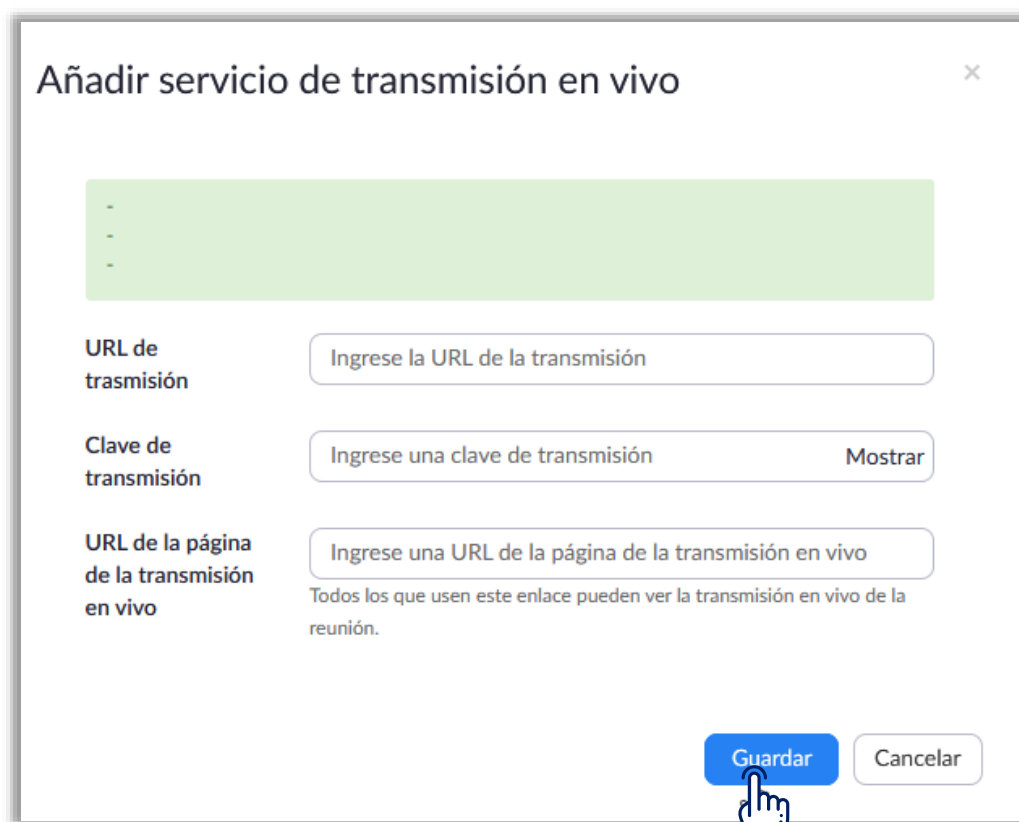 Añadir servicio de transmisión en vivo ×
-
-
-
URL de
trasmisión
Ingrese la URL de la transmisión
Clave de
transmisión
Ingrese una clave de transmisión Mostrar
URL de la página
de la transmisión
en vivo
Ingrese una URL de la página de la transmisión en vivo
Todos los que usen este enlace pueden ver la transmisión en vivo de la
reunión.
Guardar Cancelar